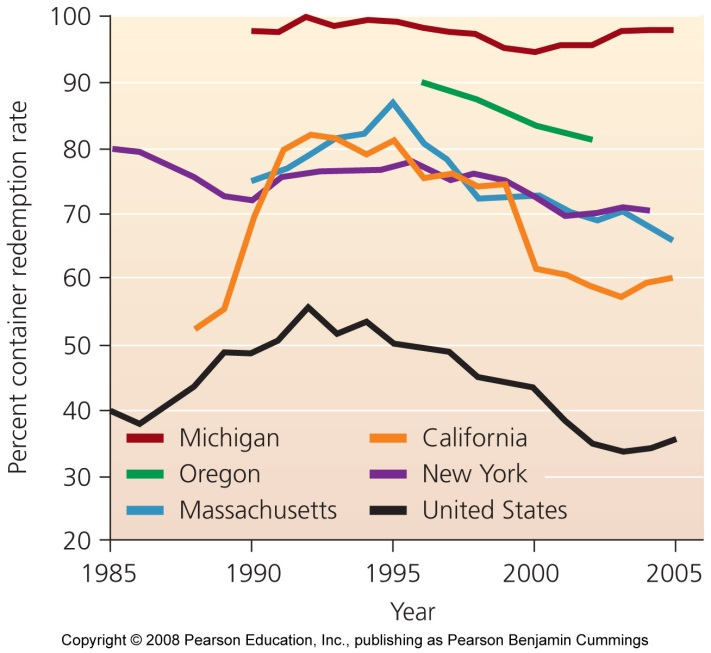 Percent container redemption rate
100
90
80
70
60
50
40
30
20
Michigan California
Oregon New York
Massachusetts United States
1985 1990 1995 2000 2005
Year
Copyright © 2008 Pearson Education, Inc., publishing as Pearson Benjamin Cummings